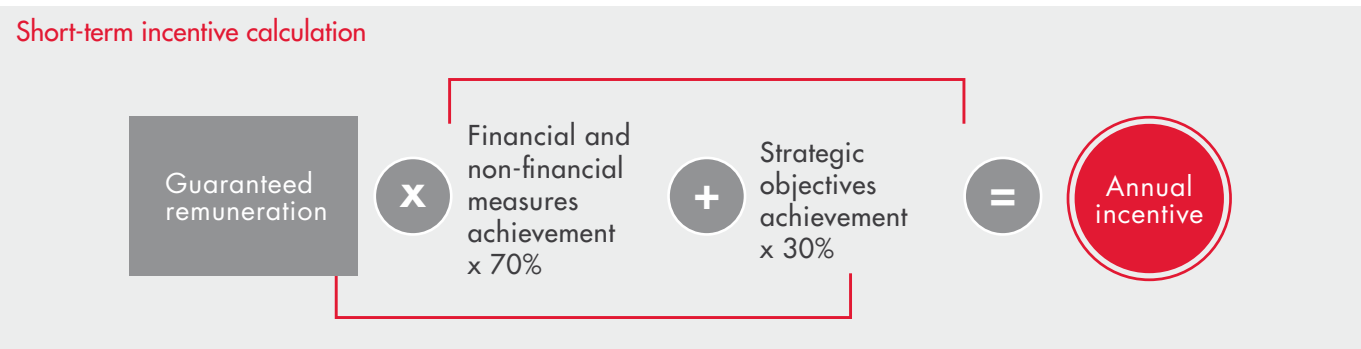 Short-term incentive calculation
Guaranteed
remuneration
x
Financial and
non-financial
measures
achievement
x 70%
+
Strategic
objectives
achievement
x 30%
=
Annual
incentive